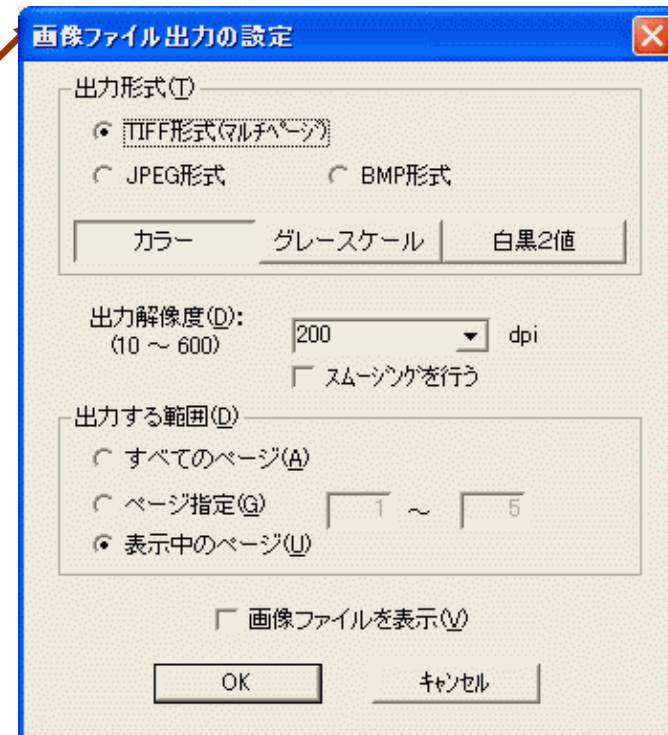 画像ファイル出力の設定
出力形式(T)
TIFF形式(ﾏﾙﾁﾍﾟｰｼﾞ)
JPEG形式 BMP形式
カラー グレースケール 白黒2値
出力解像度(D):
(10 ～ 600)
200 dpi
ｽﾑｰｼﾞﾝｸﾞを行う
出力する範囲(D)
すべてのページ(A)
ページ指定(G) 1 ～ 5
表示中のページ(U)
画像ファイルを表示(V)
OK ｷｬﾝｾﾙ